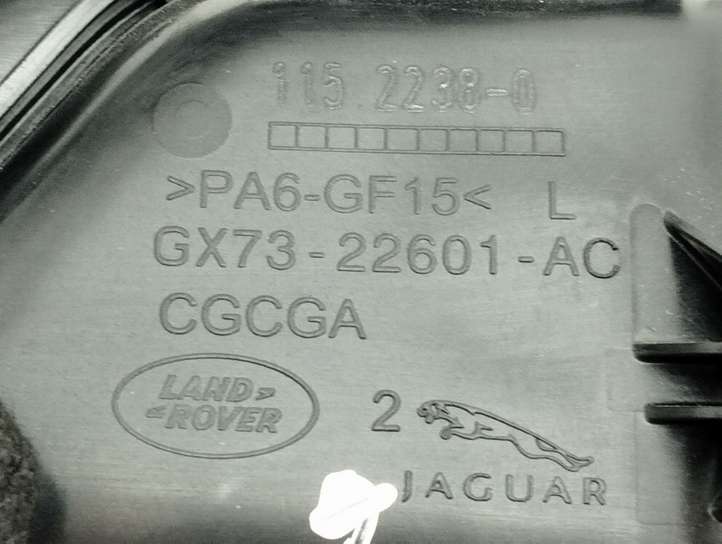 115 2238-0
>PA6-GF15< L
GX73-22601-AC
CGCGA
LAND
ROVER
2
JAGUAR